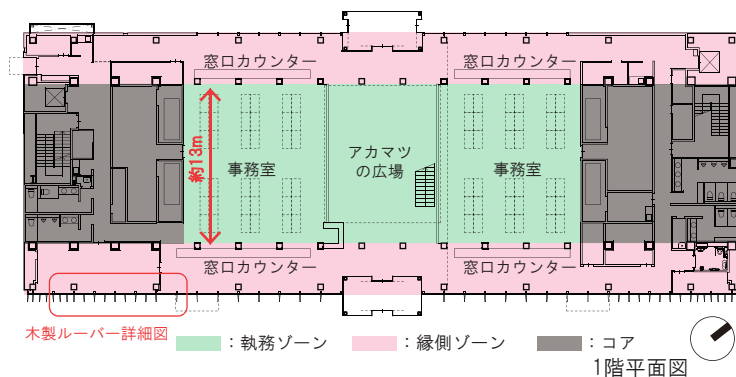 窓口カウンター
窓口カウンター
アカマツ
の広場
約13m
事務室
事務室
窓口カウンター
窓口カウンター
木製ルーバー詳細図
：執務ゾーン
：縁側ゾーン
：コア
1階平面図